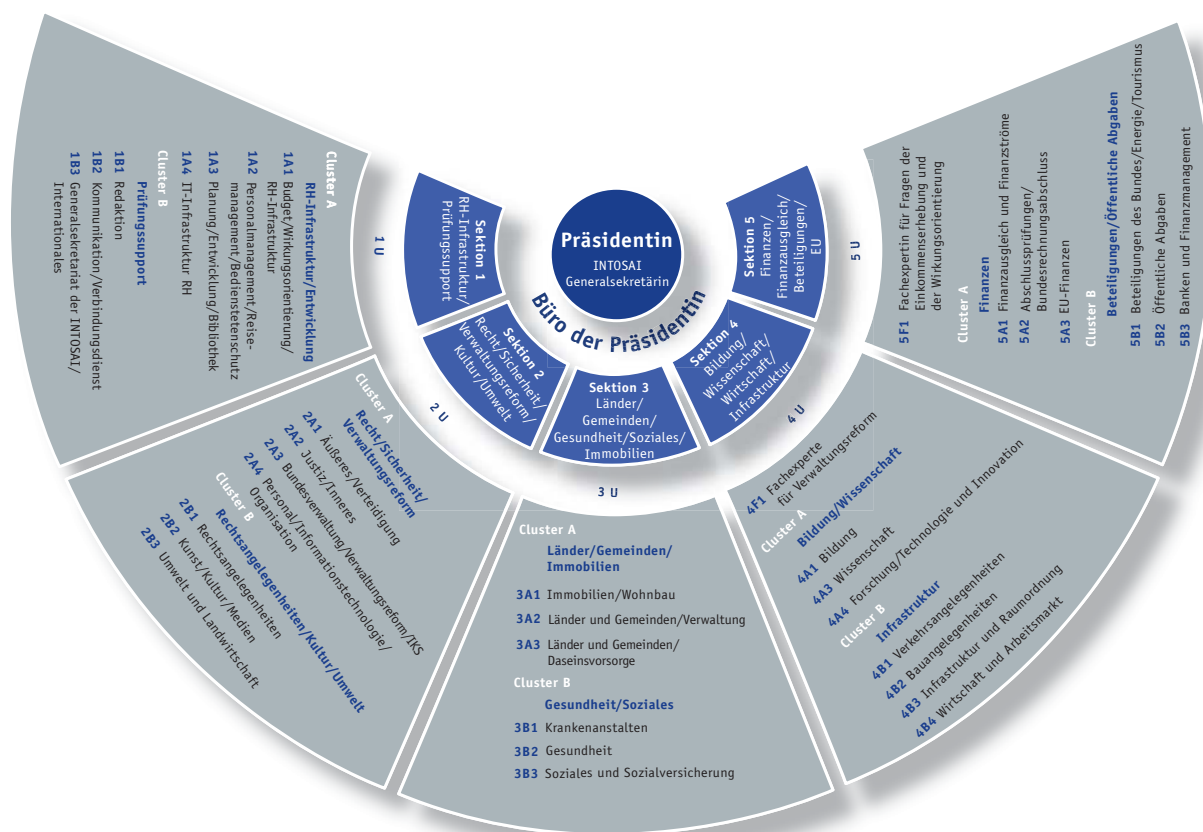 Präsidentin
INTOSAI
Generalsekretärin
Büro der Präsidentin
Sektion 1
RH-Infrastruktur/
Prüfungssupport
Sektion 2
Recht/Sicherheit/
Verwaltungsreform/
Kultur/Umwelt
Sektion 3
Länder/
Gemeinden/
Gesundheit/Soziales/
Immobilien
Sektion 4
Bildung/
Wissenschaft/
Wirtschaft/
Infrastruktur
Sektion 5
Finanzen/
Finanzausgleich/
Beteiligungen/
EU
1 U
Cluster A
RH-Infrastruktur/Entwicklung
1A1 Budget/Wirkungsorientierung/
RH-Infrastruktur
1A2 Personalmanagement/Reise-
management/Bedienstetenschutz
1A3 Planung/Entwicklung/Bibliothek
1A4 IT-Infrastruktur RH
Cluster B
Prüfungssupport
1B1 Redaktion
1B2 Kommunikation/Verbindungsdienst
1B3 Generalsekretariat der INTOSAI/
Internationales
2 U
Cluster A
Recht/Sicherheit/
Verwaltungsreform
2A1 Äußeres/Verteidigung
2A2 Justiz/Inneres
2A3 Bundesverwaltung/Verwaltungsreform/IKS
2A4 Personal/Informationstechnologie/
Organisation
Cluster B
Rechtsangelegenheiten/Kultur/Umwelt
2B1 Rechtsangelegenheiten
2B2 Kunst/Kultur/Medien
2B3 Umwelt und Landwirtschaft
3 U
Cluster A
Länder/Gemeinden/
Immobilien
3A1 Immobilien/Wohnbau
3A2 Länder und Gemeinden/Verwaltung
3A3 Länder und Gemeinden/
Daseinsvorsorge
Cluster B
Gesundheit/Soziales
3B1 Krankenanstalten
3B2 Gesundheit
3B3 Soziales und Sozialversicherung
4 U
4F1 Fachexperte
für Verwaltungsreform
Cluster A
Bildung/Wissenschaft
4A1 Bildung
4A3 Wissenschaft
4A4 Forschung/Technologie und Innovation
Cluster B
Infrastruktur
4B1 Verkehrsangelegenheiten
4B2 Bauangelegenheiten
4B3 Infrastruktur und Raumordnung
4B4 Wirtschaft und Arbeitsmarkt
5 U
5F1 Fachexpertin für Fragen der
Einkommenserhebung und
der Wirkungsorientierung
Cluster A
Finanzen
5A1 Finanzausgleich und Finanzströme
5A2 Abschlussprüfungen/
Bundesrechnungsabschluss
5A3 EU-Finanzen
Cluster B
Beteiligungen/Öffentliche Abgaben
5B1 Beteiligungen des Bundes/Energie/Tourismus
5B2 Öffentliche Abgaben
5B3 Banken und Finanzmanagement